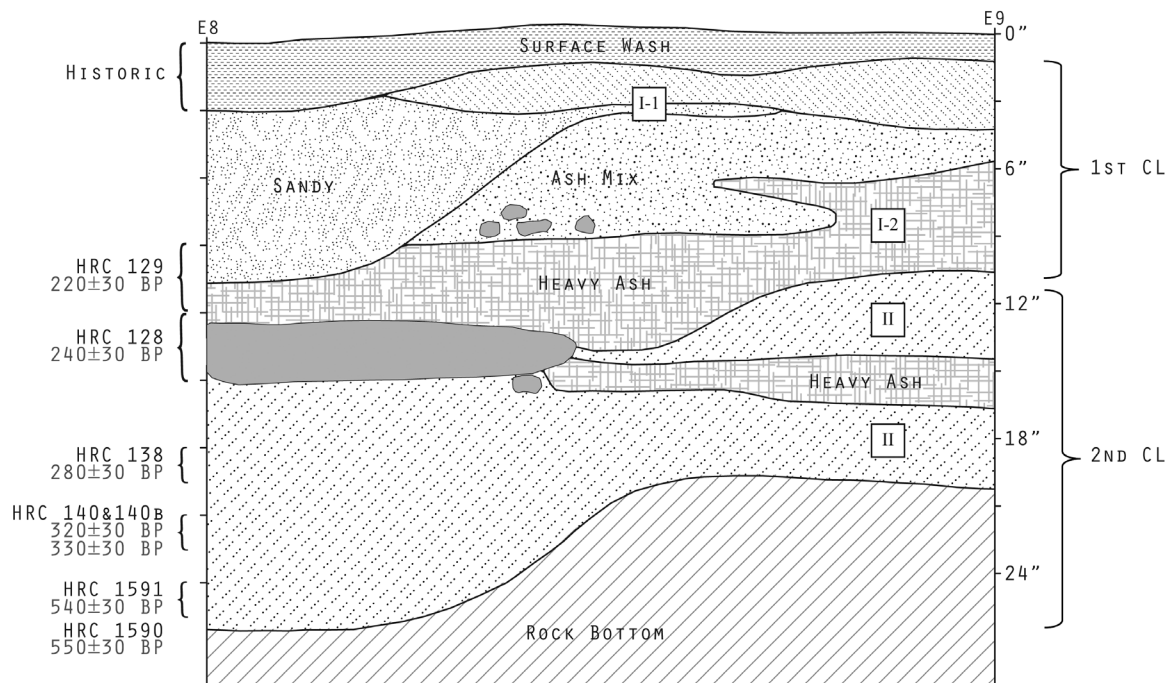 E8
E9
0”
SURFACE WASH
HISTORIC
I-1
1ST CL
6”
SANDY
ASH MIX
I-2
HRC 129
220±30 BP
HEAVY ASH
12”
II
HRC 128
240±30 BP
HEAVY ASH
II
18”
2ND CL
HRC 138
280±30 BP
HRC 140&140B
320±30 BP
330±30 BP
24”
HRC 1591
540±30 BP
HRC 1590
550±30 BP
ROCK BOTTOM